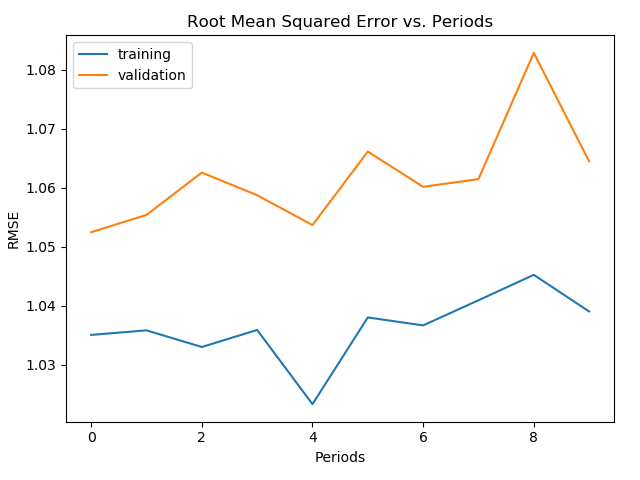 Root Mean Squared Error vs. Periods
training
validation
1.08
1.07
1.06
1.05
1.04
1.03
RMSE
0 2 4 6 8
Periods